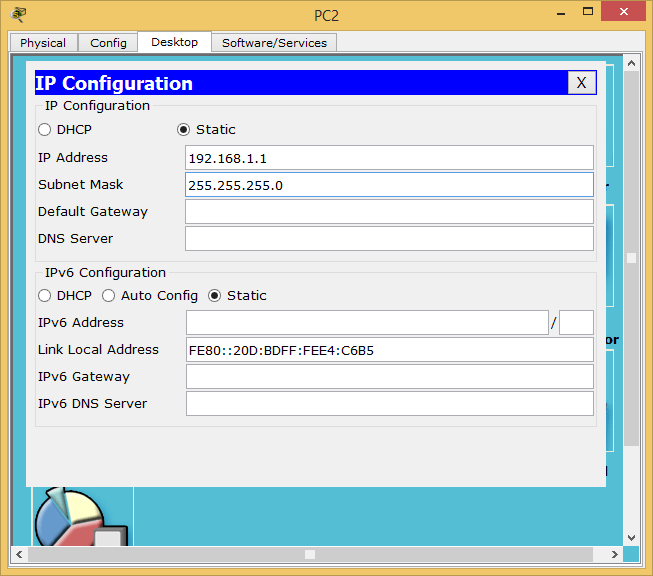 PC2
Physical Config Desktop Software/Services
IP Configuration X
IP Configuration
DHCP Static
IP Address 192.168.1.1
Subnet Mask 255.255.255.0
Default Gateway
DNS Server
IPv6 Configuration
DHCP Auto Config Static
IPv6 Address /
Link Local Address FE80::20D:BDFF:FEE4:C6B5
IPv6 Gateway
IPv6 DNS Server